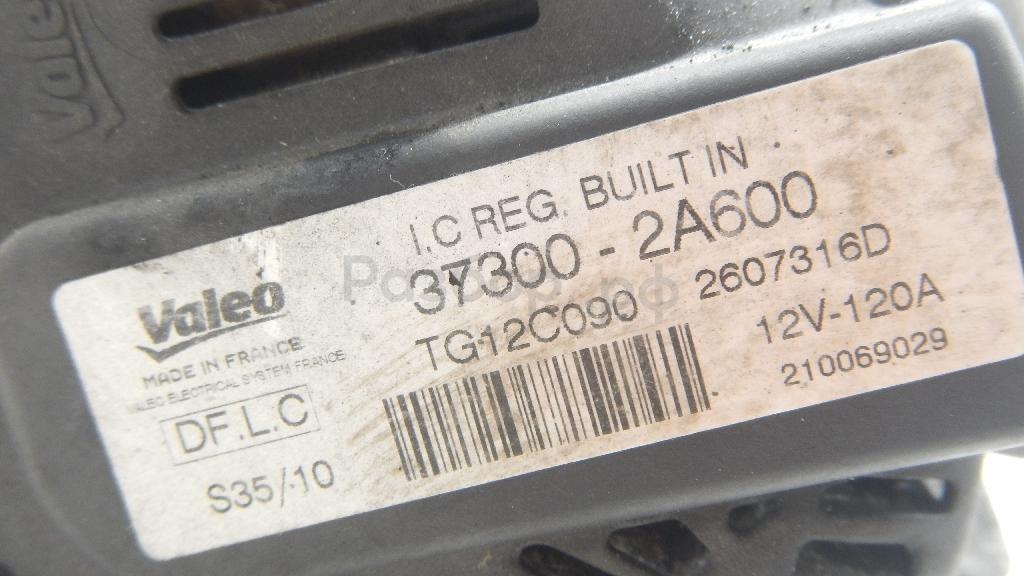 Valeo
I.C REG. BUILT IN
37300 - 2A600
TG12C090 2607316D
12V-120A
210069029
Valeo
MADE IN FRANCE
VALEO ELECTRICAL SYSTEM FRANCE
DF.L.C
S35/10